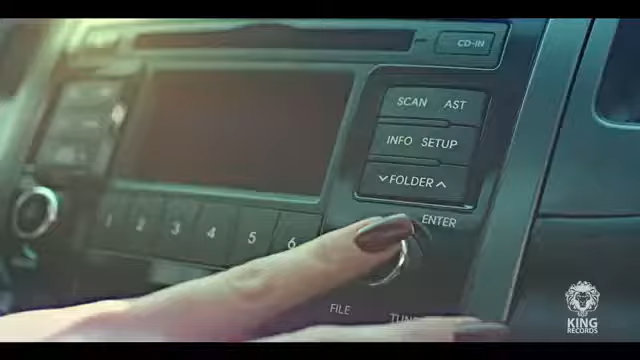 CD-IN
SCAN AST
INFO SETUP
FOLDER
1 2 3 4 5 6
ENTER
FILE
KING
RECORDS